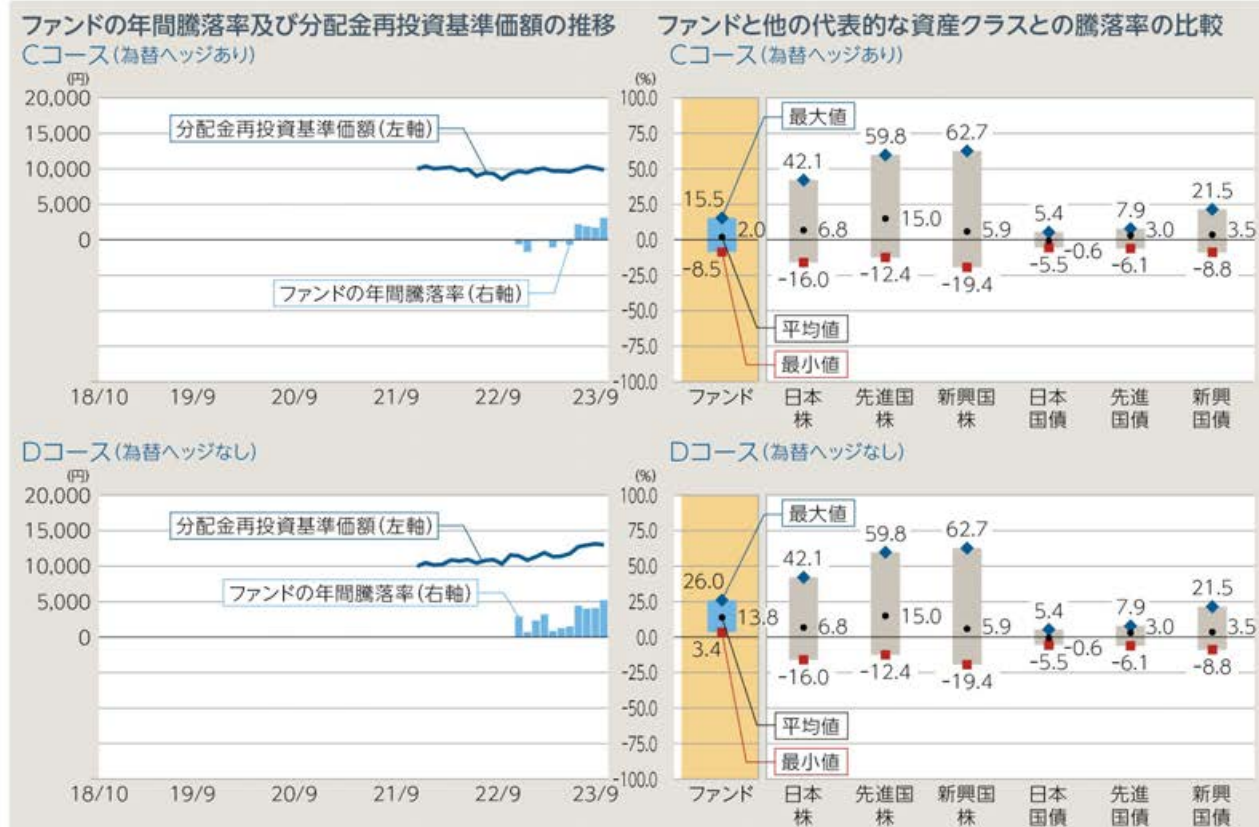 ファンドの年間騰落率及び分配金再投資基準価額の推移
Cコース(為替ヘッジあり)
(円)
20,000
15,000
10,000
5,000
0
分配金再投資基準価額(左軸)
ファンドの年間騰落率(右軸)
(%)
100.0
75.0
50.0
25.0
0.0
-25.0
-50.0
-75.0
-100.0
18/10 19/9 20/9 21/9 22/9 23/9
ファンドと他の代表的な資産クラスとの騰落率の比較
Cコース(為替ヘッジあり)
最大値
平均値
最小値
15.5 42.1 59.8 62.7 5.4 7.9 21.5
2.0 6.8 15.0 5.9 -0.6 3.0 3.5
-8.5 -16.0 -12.4 -19.4 -5.5 -6.1 -8.8
ファンド 日本 先進国 新興国 日本 先進 新興
株 株 株 国債 国債 国債
Dコース(為替ヘッジなし)
(円)
20,000
15,000
10,000
5,000
0
分配金再投資基準価額(左軸)
ファンドの年間騰落率(右軸)
(%)
100.0
75.0
50.0
25.0
0.0
-25.0
-50.0
-75.0
-100.0
18/10 19/9 20/9 21/9 22/9 23/9
Dコース(為替ヘッジなし)
最大値
平均値
最小値
26.0 42.1 59.8 62.7 5.4 7.9 21.5
13.8 6.8 15.0 5.9 -0.6 3.0 3.5
3.4 -16.0 -12.4 -19.4 -5.5 -6.1 -8.8
ファンド 日本 先進国 新興国 日本 先進 新興
株 株 株 国債 国債 国債